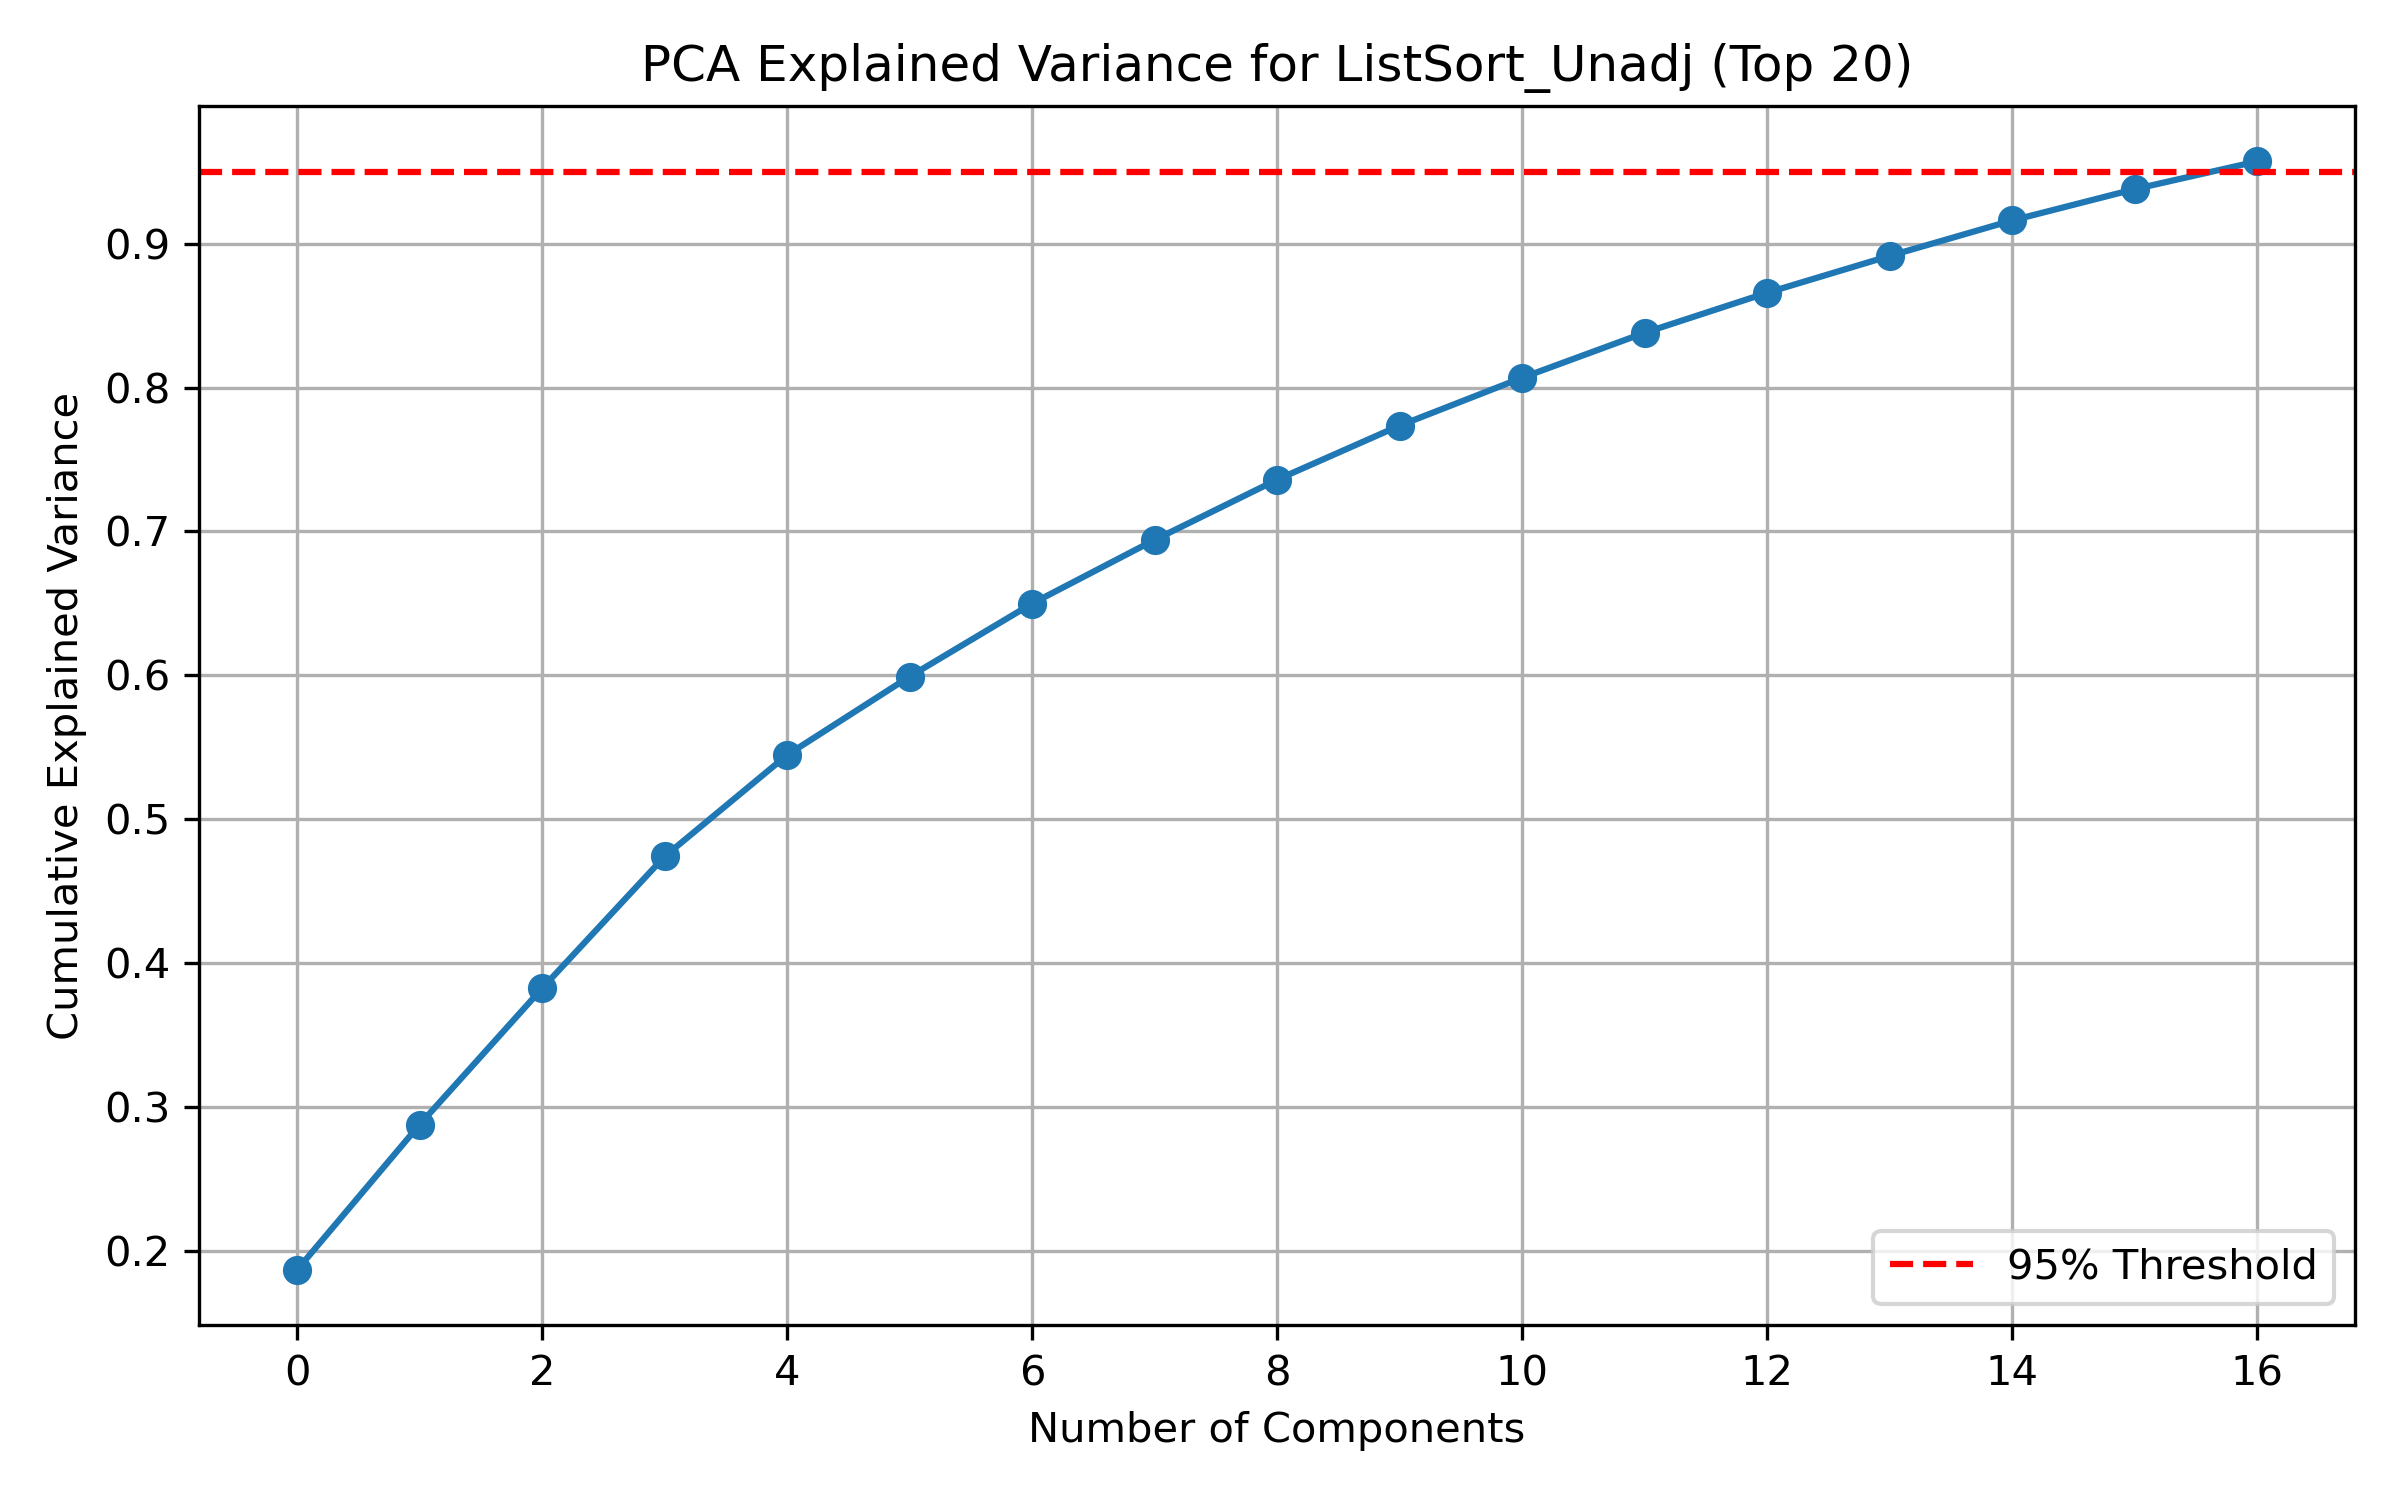 PCA Explained Variance for ListSort_Unadj (Top 20)
Cumulative Explained Variance
0.9
0.8
0.7
0.6
0.5
0.4
0.3
0.2
95% Threshold
0 2 4 6 8 10 12 14 16
Number of Components